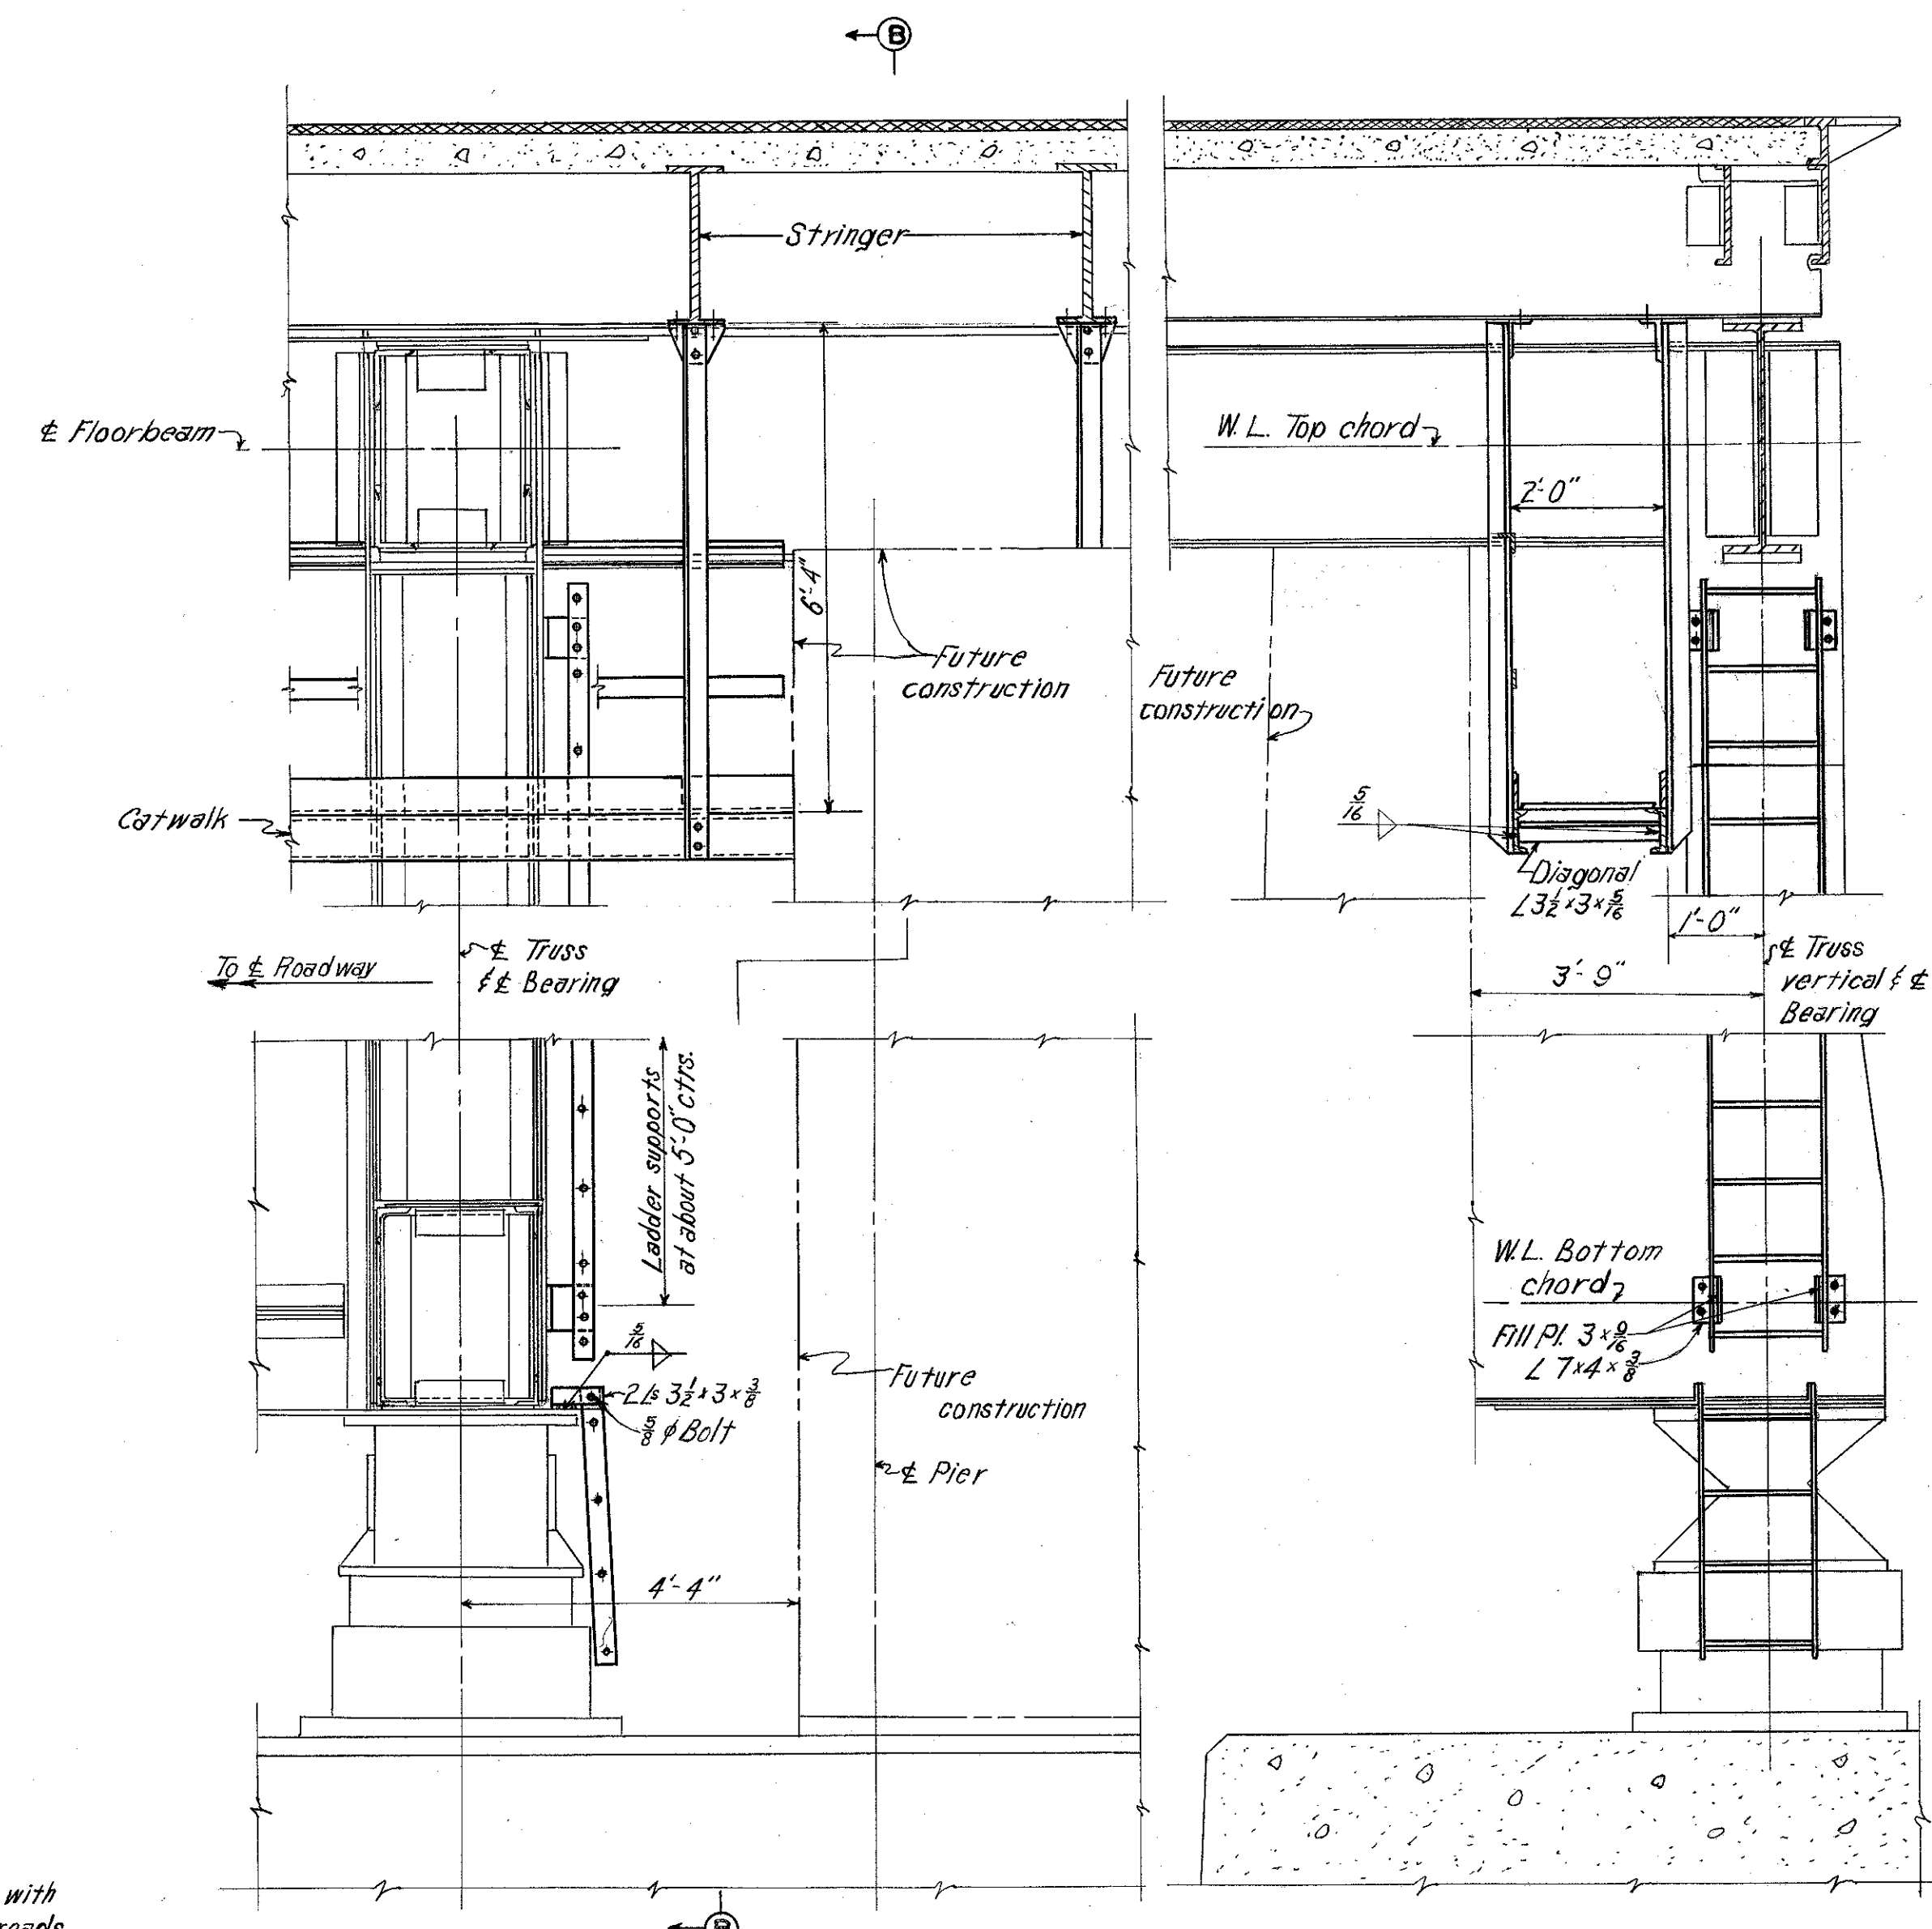 B
Stringer
℄ Floorbeam
W. L. Top chord
2'-0"
6'-4"
Future
construction
Future
construction
Catwalk
5/16
Diagonal
∠3½×3×5/16
1'-0"
To ℄ Roadway
℄ Truss
& ℄ Bearing
3'-9"
℄ Truss
vertical & ℄
Bearing
Ladder supports
at about 5'-0" ctrs.
W.L. Bottom
chord
Fill Pl. 3×9/16
∠ 7×4×3/8
5/16
2∠s 3½×3×3/8
5/8 ϕ Bolt
Future
construction
℄ Pier
4'-4"
with
B